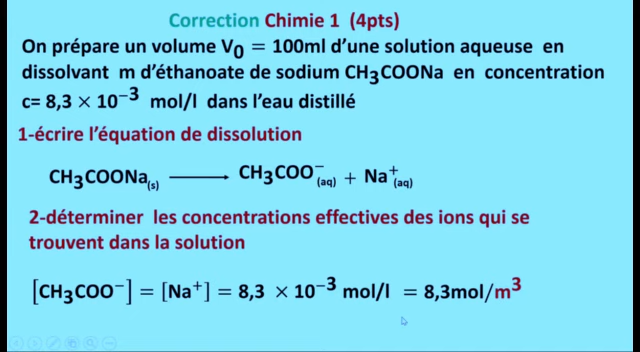 Correction Chimie 1 (4pts)
On prépare un volume V₀ = 100ml d'une solution aqueuse en
dissolvant m d'éthanoate de sodium CH₃COONa en concentration
c= 8,3 × 10⁻³ mol/l dans l'eau distillé
1-écrire l'équation de dissolution
CH₃COONa₍s₎ ⟶ CH₃COO⁻(aq) + Na⁺(aq)
2-déterminer les concentrations effectives des ions qui se
trouvent dans la solution
[CH₃COO⁻] = [Na⁺] = 8,3 × 10⁻³ mol/l = 8,3mol/m³